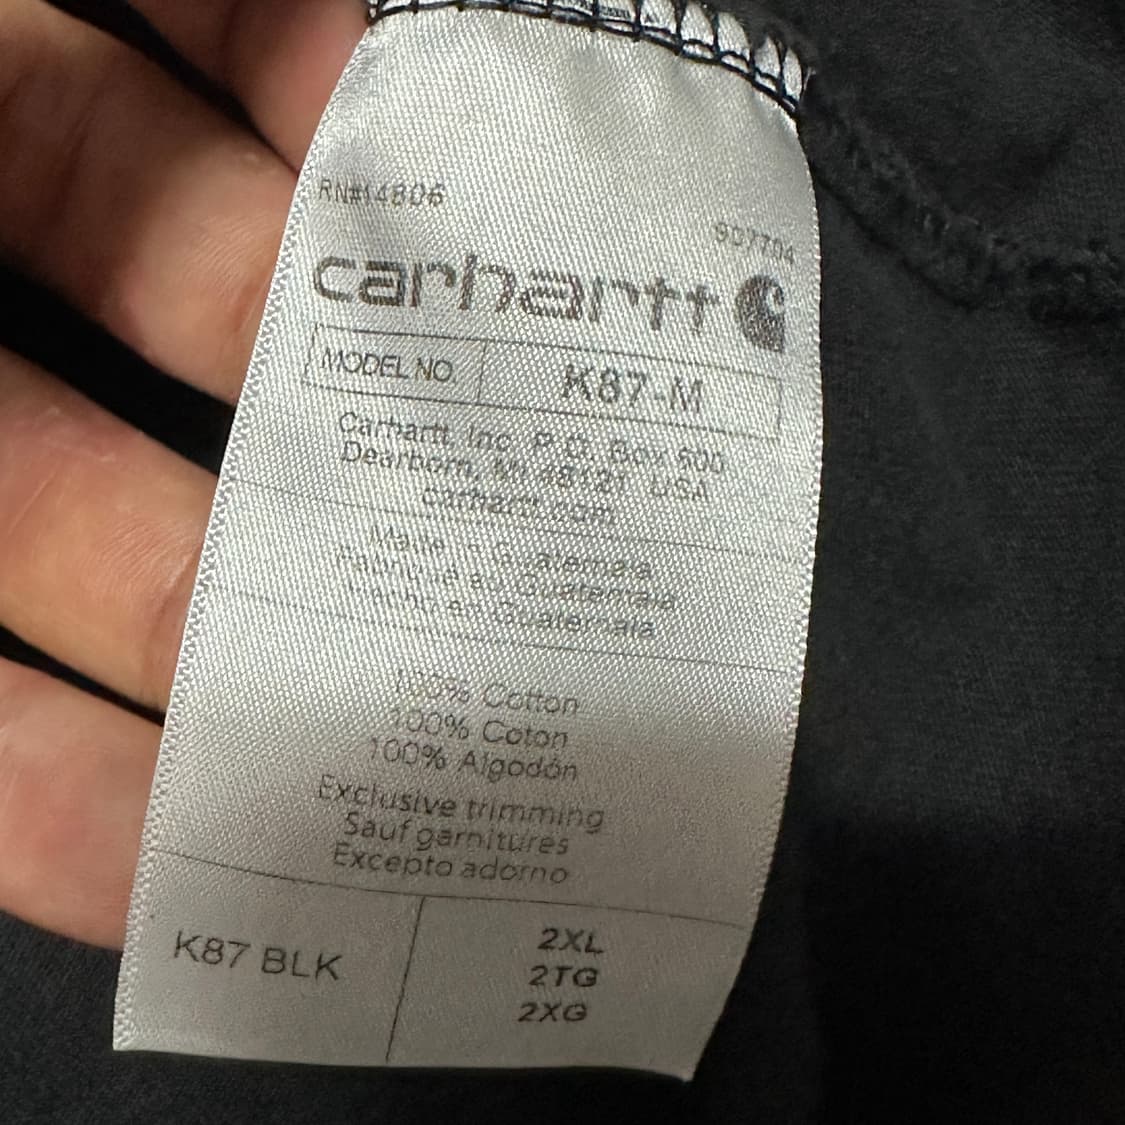 RN#14806
carhartt
MODEL NO. K87-M
Carhartt, Inc. P.O. Box 600
Dearborn, MI 48121 USA
carhartt.com
Made in Guatemala
Fabriqué au Guatemala
Hecho en Guatemala
100% Cotton
100% Coton
100% Algodón
Exclusive trimming
Sauf garnitures
Excepto adorno
K87 BLK
2XL
2TG
2XG